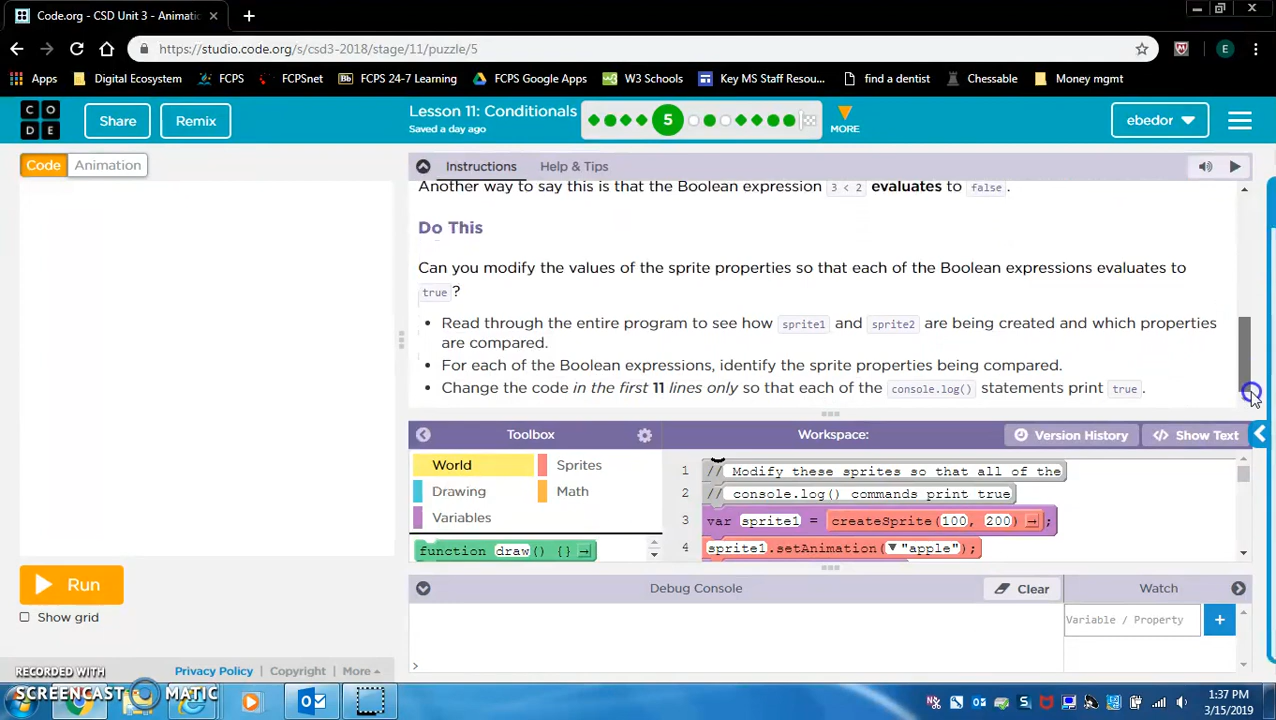 Code.org - CSD Unit 3 - Animatio
https://studio.code.org/s/csd3-2018/stage/11/puzzle/5
E
Apps
Digital Ecosystem
FCPS
FCPSnet
Bb
FCPS 24-7 Learning
FCPS Google Apps
W3 Schools
Key MS Staff Resou...
find a dentist
Chessable
Money mgmt
C O
D E
Share
Remix
Lesson 11: Conditionals
Saved a day ago
5
MORE
ebedor
Code
Animation
Instructions
Help & Tips
Another way to say this is that the Boolean expression 3 < 2 evaluates to false.
Do This
Can you modify the values of the sprite properties so that each of the Boolean expressions evaluates to
true?
• Read through the entire program to see how sprite1 and sprite2 are being created and which properties
are compared.
• For each of the Boolean expressions, identify the sprite properties being compared.
• Change the code in the first 11 lines only so that each of the console.log() statements print true.
Toolbox
Workspace:
Version History
</> Show Text
World
Sprites
Drawing
Math
Variables
function draw() {}
1 // Modify these sprites so that all of the
2 // console.log() commands print true
3 var sprite1 = createSprite(100, 200);
4 sprite1.setAnimation("apple");
Run
Show grid
Debug Console
Clear
Watch
Variable / Property
+
>
Privacy Policy
Copyright
More
RECORDED WITH
SCREENCAST MATIC
1:37 PM
3/15/2019